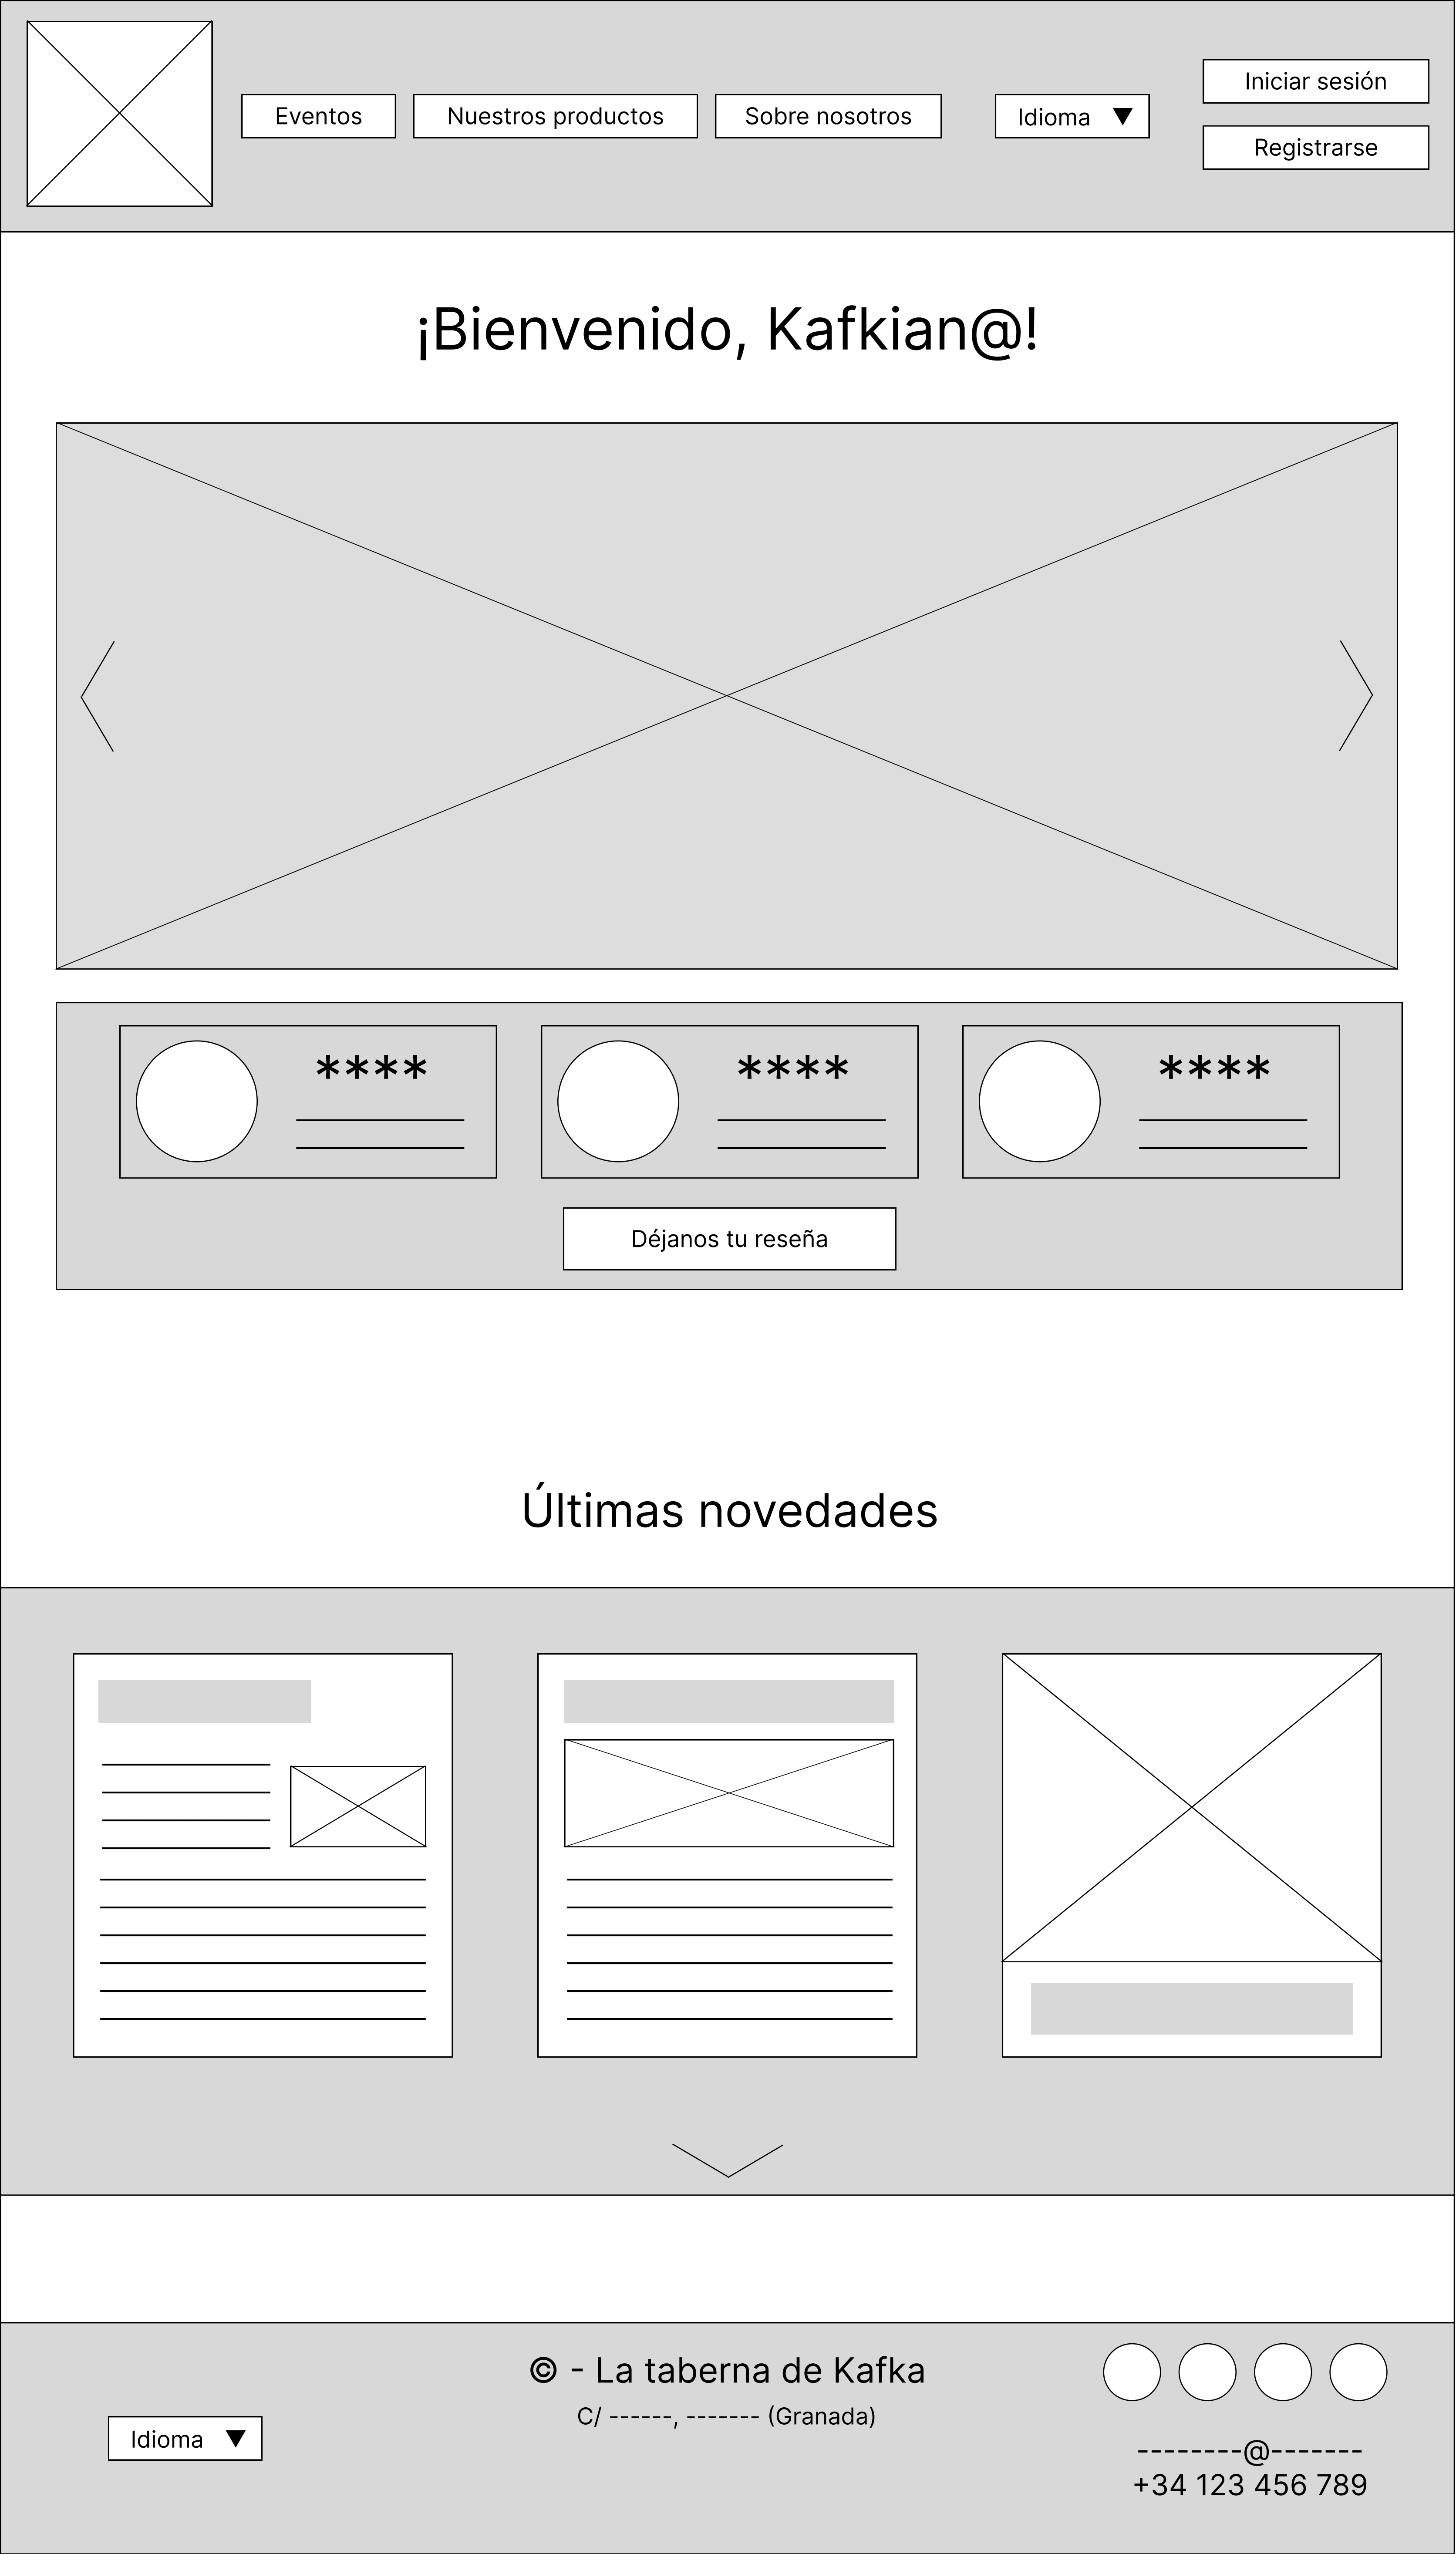 Eventos
Nuestros productos
Sobre nosotros
Idioma ▼
Iniciar sesión
Registrarse
¡Bienvenido, Kafkian@!
****
****
****
Déjanos tu reseña
Últimas novedades
© - La taberna de Kafka
C/ ------, ------- (Granada)
Idioma ▼
--------@-------
+34 123 456 789